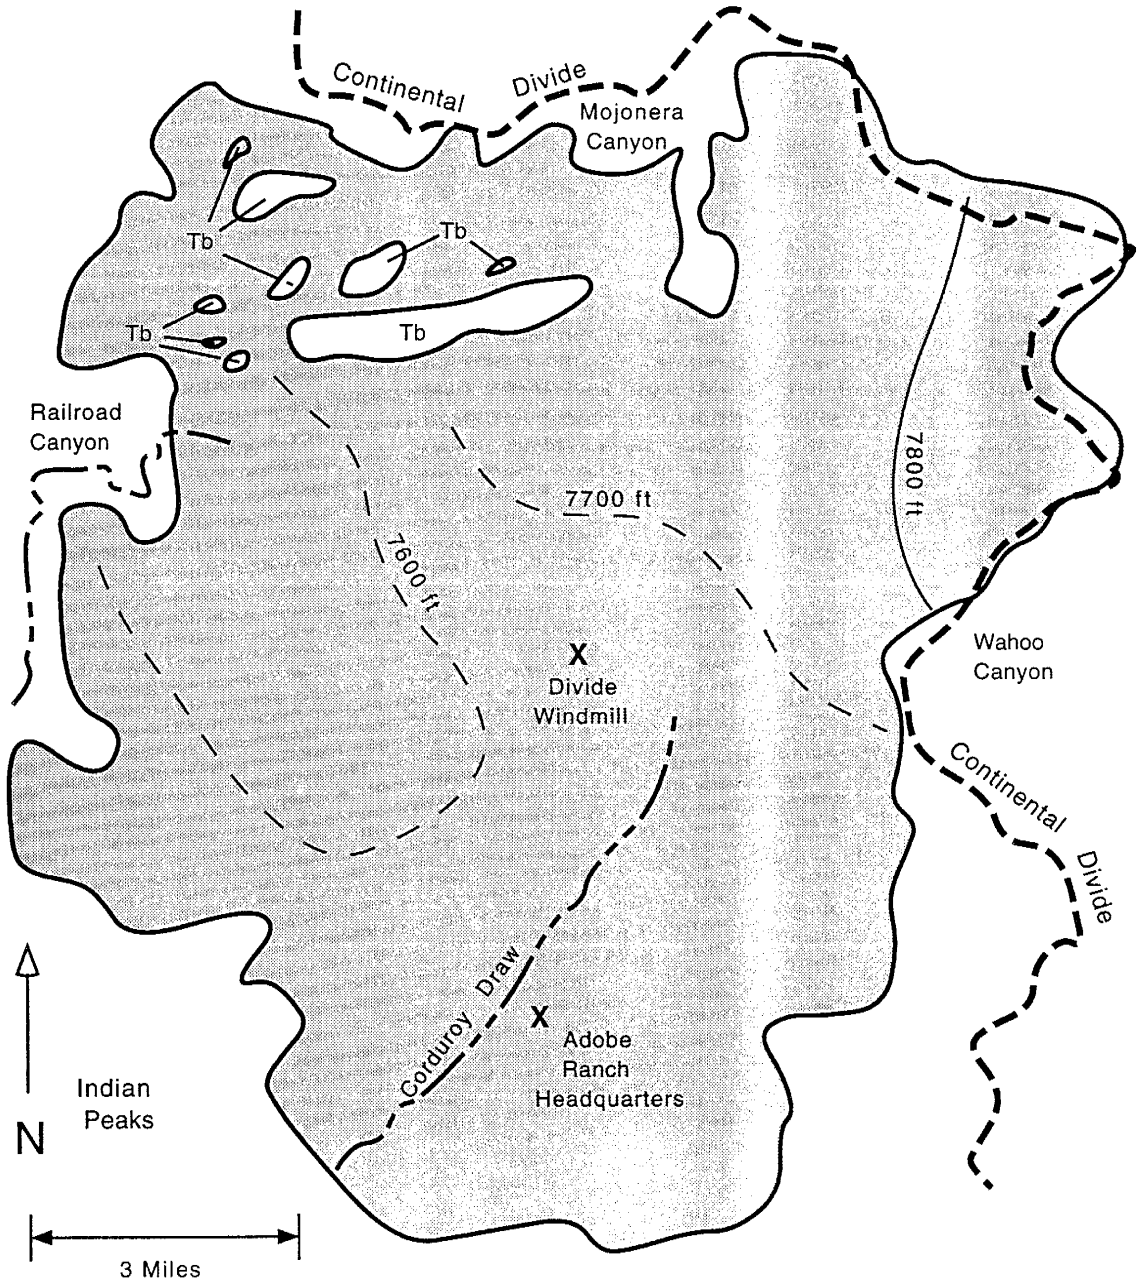 Continental
Divide
Mojonera
Canyon
Tb
Tb
Tb
Tb
Railroad
Canyon
7800 ft
7700 ft
7600 ft
Wahoo
Canyon
X
Divide
Windmill
Continental
Divide
Corduroy Draw
X
Adobe
Ranch
Headquarters
Indian
Peaks
N
3 Miles